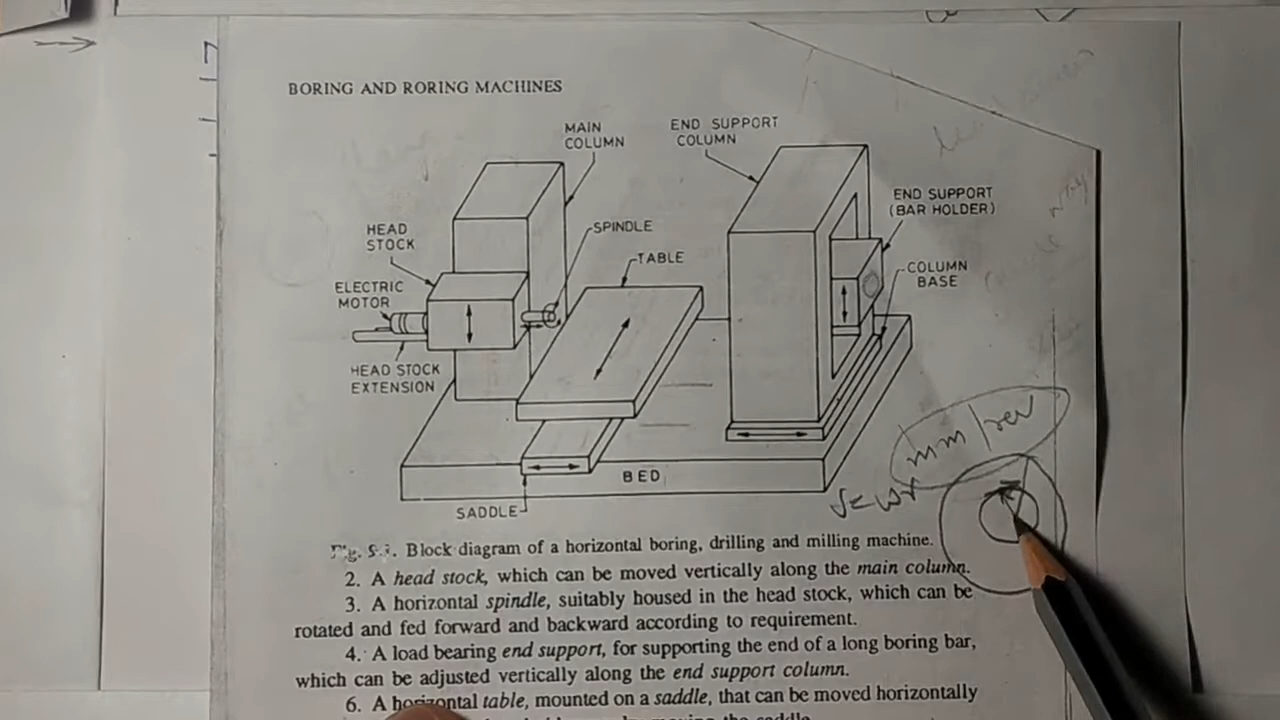 BORING AND RORING MACHINES
MAIN
COLUMN
END SUPPORT
COLUMN
END SUPPORT
(BAR HOLDER)
HEAD
STOCK
SPINDLE
TABLE
COLUMN
BASE
ELECTRIC
MOTOR
HEAD STOCK
EXTENSION
mm/rev
BED
SADDLE
Fig. Block diagram of a horizontal boring, drilling and milling machine.
2. A head stock, which can be moved vertically along the main column.
3. A horizontal spindle, suitably housed in the head stock, which can be
rotated and fed forward and backward according to requirement.
4. A load bearing end support, for supporting the end of a long boring bar,
which can be adjusted vertically along the end support column.
6. A horizontal table, mounted on a saddle, that can be moved horizontally
the saddle.